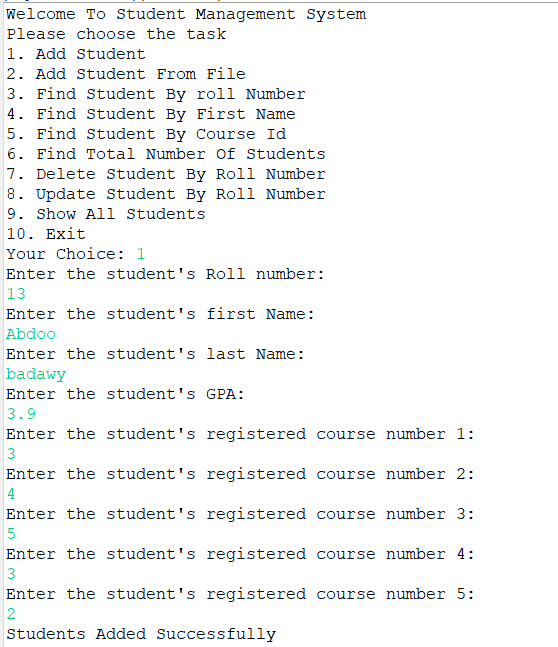 Welcome To Student Management System
Please choose the task
1. Add Student
2. Add Student From File
3. Find Student By roll Number
4. Find Student By First Name
5. Find Student By Course Id
6. Find Total Number Of Students
7. Delete Student By Roll Number
8. Update Student By Roll Number
9. Show All Students
10. Exit
Your Choice: 1
Enter the student's Roll number:
13
Enter the student's first Name:
Abdoo
Enter the student's last Name:
badawy
Enter the student's GPA:
3.9
Enter the student's registered course number 1:
3
Enter the student's registered course number 2:
4
Enter the student's registered course number 3:
5
Enter the student's registered course number 4:
3
Enter the student's registered course number 5:
2
Students Added Successfully